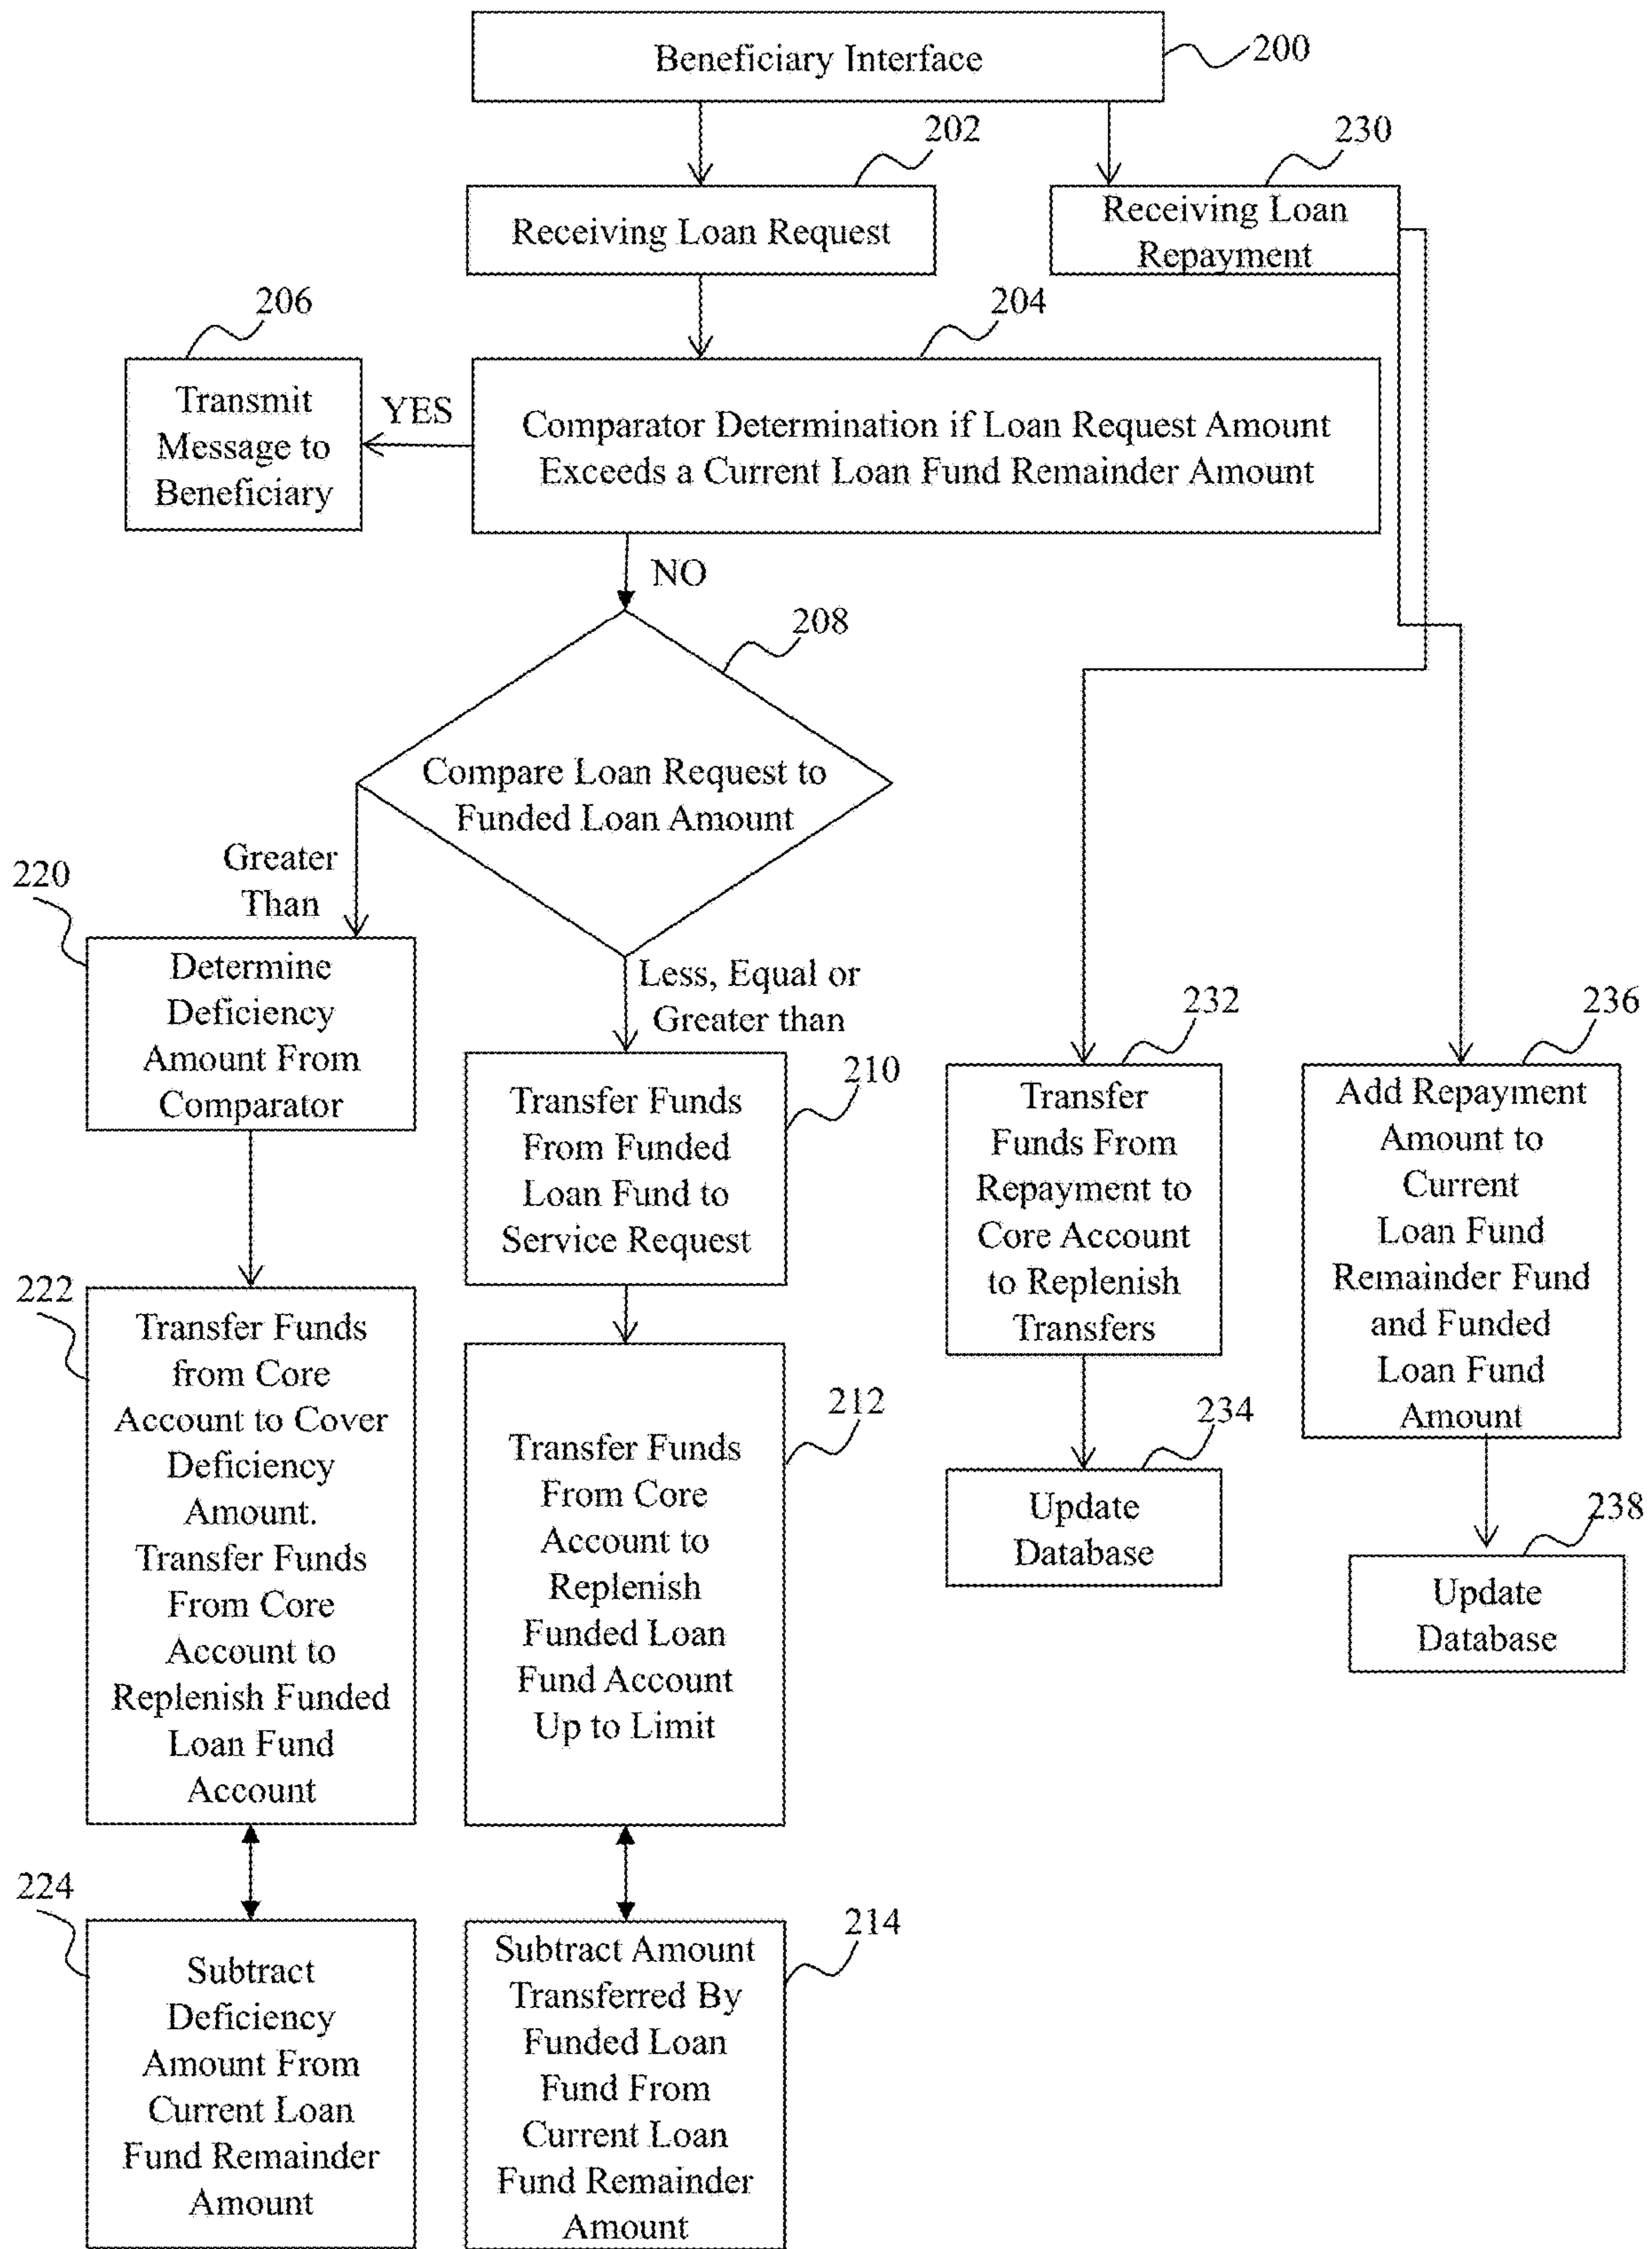 Beneficiary Interface
200
202
230
Receiving Loan Request
Receiving Loan
Repayment
206
204
Transmit
Message to
Beneficiary
YES
Comparator Determination if Loan Request Amount
Exceeds a Current Loan Fund Remainder Amount
NO
208
Compare Loan Request to
Funded Loan Amount
Greater
Than
220
Determine
Deficiency
Amount From
Comparator
Less, Equal or
Greater than
210
Transfer Funds
From Funded
Loan Fund to
Service Request
232
Transfer
Funds From
Repayment to
Core Account
to Replenish
Transfers
236
Add Repayment
Amount to
Current
Loan Fund
Remainder Fund
and Funded
Loan Fund
Amount
222
Transfer Funds
from Core
Account to Cover
Deficiency
Amount.
Transfer Funds
From Core
Account to
Replenish Funded
Loan Fund
Account
212
Transfer Funds
From Core
Account to
Replenish
Funded Loan
Fund Account
Up to Limit
234
Update
Database
238
Update
Database
224
Subtract
Deficiency
Amount From
Current Loan
Fund Remainder
Amount
214
Subtract Amount
Transferred By
Funded Loan
Fund From
Current Loan
Fund Remainder
Amount